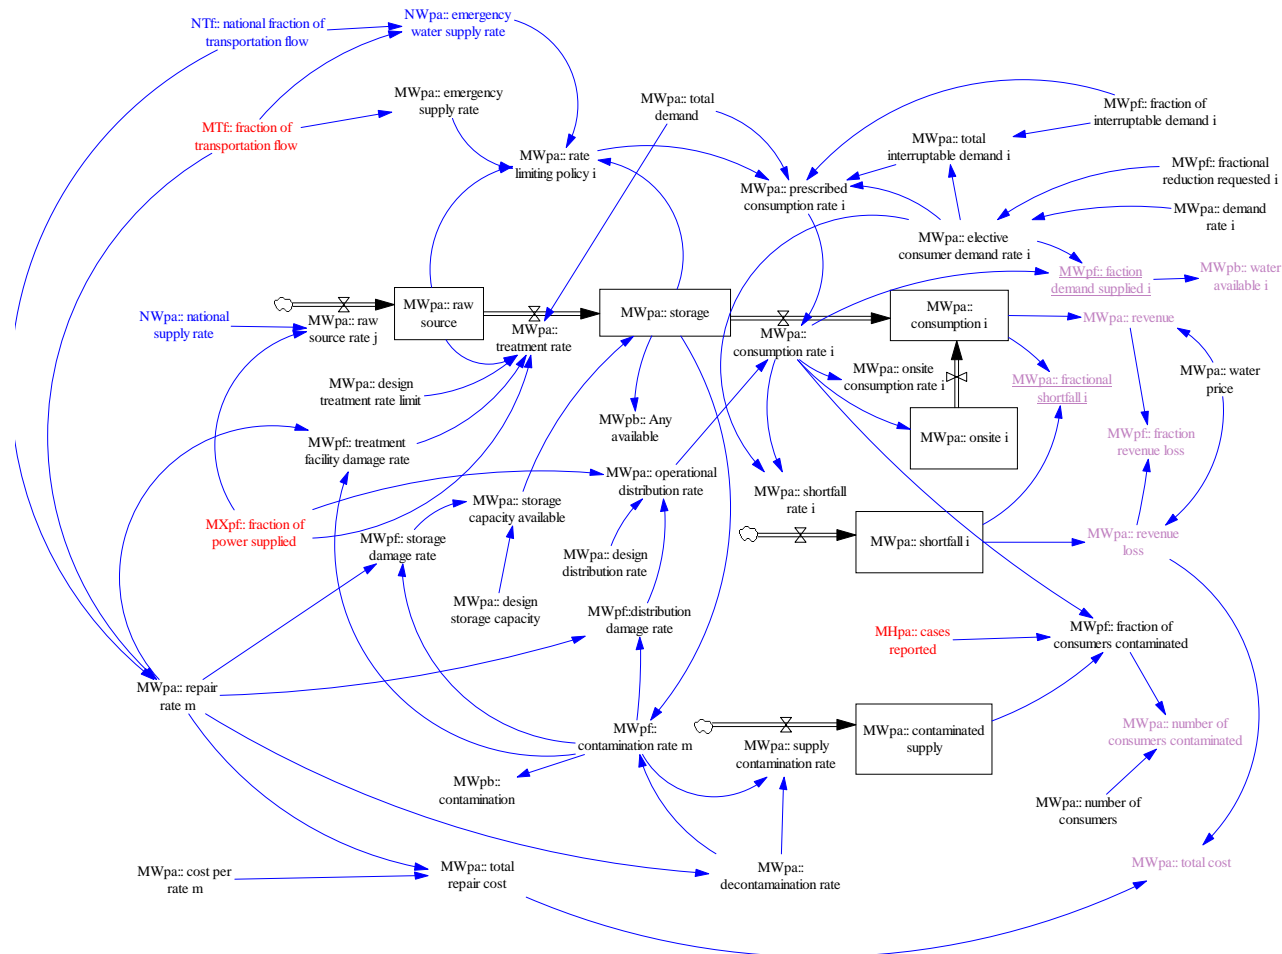 NTf:: national fraction of
transportation flow
NWpa:: emergency
water supply rate
MWpa:: emergency
supply rate
MWpa:: total
demand
MWpf:: fraction of
interruptable demand i
MTf:: fraction of
transportation flow
MWpa:: rate
limiting policy i
MWpa:: total
interruptable demand i
MWpf:: fractional
reduction requested i
MWpa:: prescribed
consumption rate i
MWpa:: demand
rate i
MWpa:: elective
consumer demand rate i
MWpf:: faction
demand supplied i
MWpb:: water
available i
MWpa:: raw
source
MWpa:: storage
MWpa::
consumption i
NWpa:: national
supply rate
MWpa:: raw
source rate j
MWpa::
treatment rate
MWpa::
consumption rate i
MWpa:: revenue
MWpa:: design
treatment rate limit
MWpa:: onsite
consumption rate i
MWpa:: fractional
shortfall i
MWpa:: water
price
MWpb:: Any
available
MWpa:: onsite i
MWpf:: treatment
facility damage rate
MWpf:: fraction
revenue loss
MWpa:: operational
distribution rate
MWpa:: storage
capacity available
MWpa:: shortfall
rate i
MXpf:: fraction of
power supplied
MWpf:: storage
damage rate
MWpa:: design
distribution rate
MWpa:: shortfall i
MWpa:: revenue
loss
MWpa:: design
storage capacity
MWpf::distribution
damage rate
MHpa:: cases
reported
MWpf:: fraction of
consumers contaminated
MWpa:: repair
rate m
MWpf::
contamination rate m
MWpa:: supply
contamination rate
MWpa:: contaminated
supply
MWpa:: number of
consumers contaminated
MWpb::
contamination
MWpa:: number of
consumers
MWpa:: cost per
rate m
MWpa:: total
repair cost
MWpa::
decontamaination rate
MWpa:: total cost